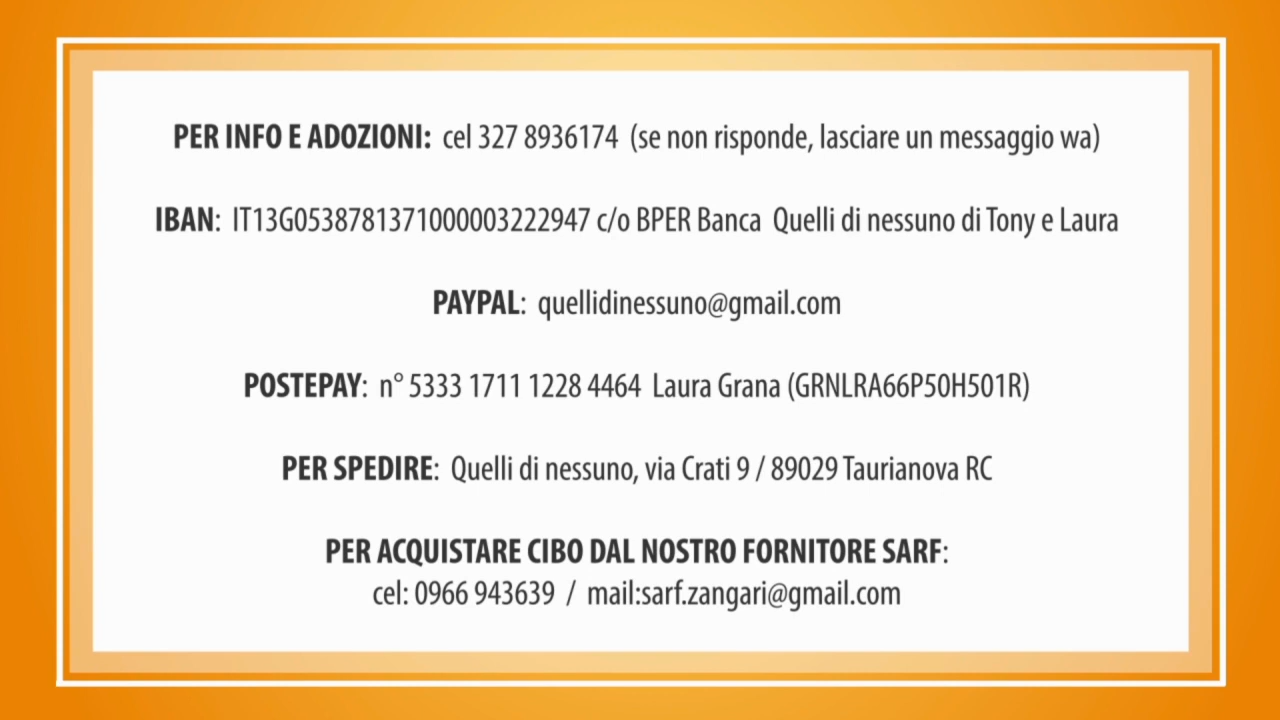 PER INFO E ADOZIONI: cel 327 8936174 (se non risponde, lasciare un messaggio wa)
IBAN: IT13G0538781371000003222947 c/o BPER Banca Quelli di nessuno di Tony e Laura
PAYPAL: quellidinessuno@gmail.com
POSTEPAY: n° 5333 1711 1228 4464 Laura Grana (GRNLRA66P50H501R)
PER SPEDIRE: Quelli di nessuno, via Crati 9 / 89029 Taurianova RC
PER ACQUISTARE CIBO DAL NOSTRO FORNITORE SARF:
cel: 0966 943639 / mail:sarf.zangari@gmail.com